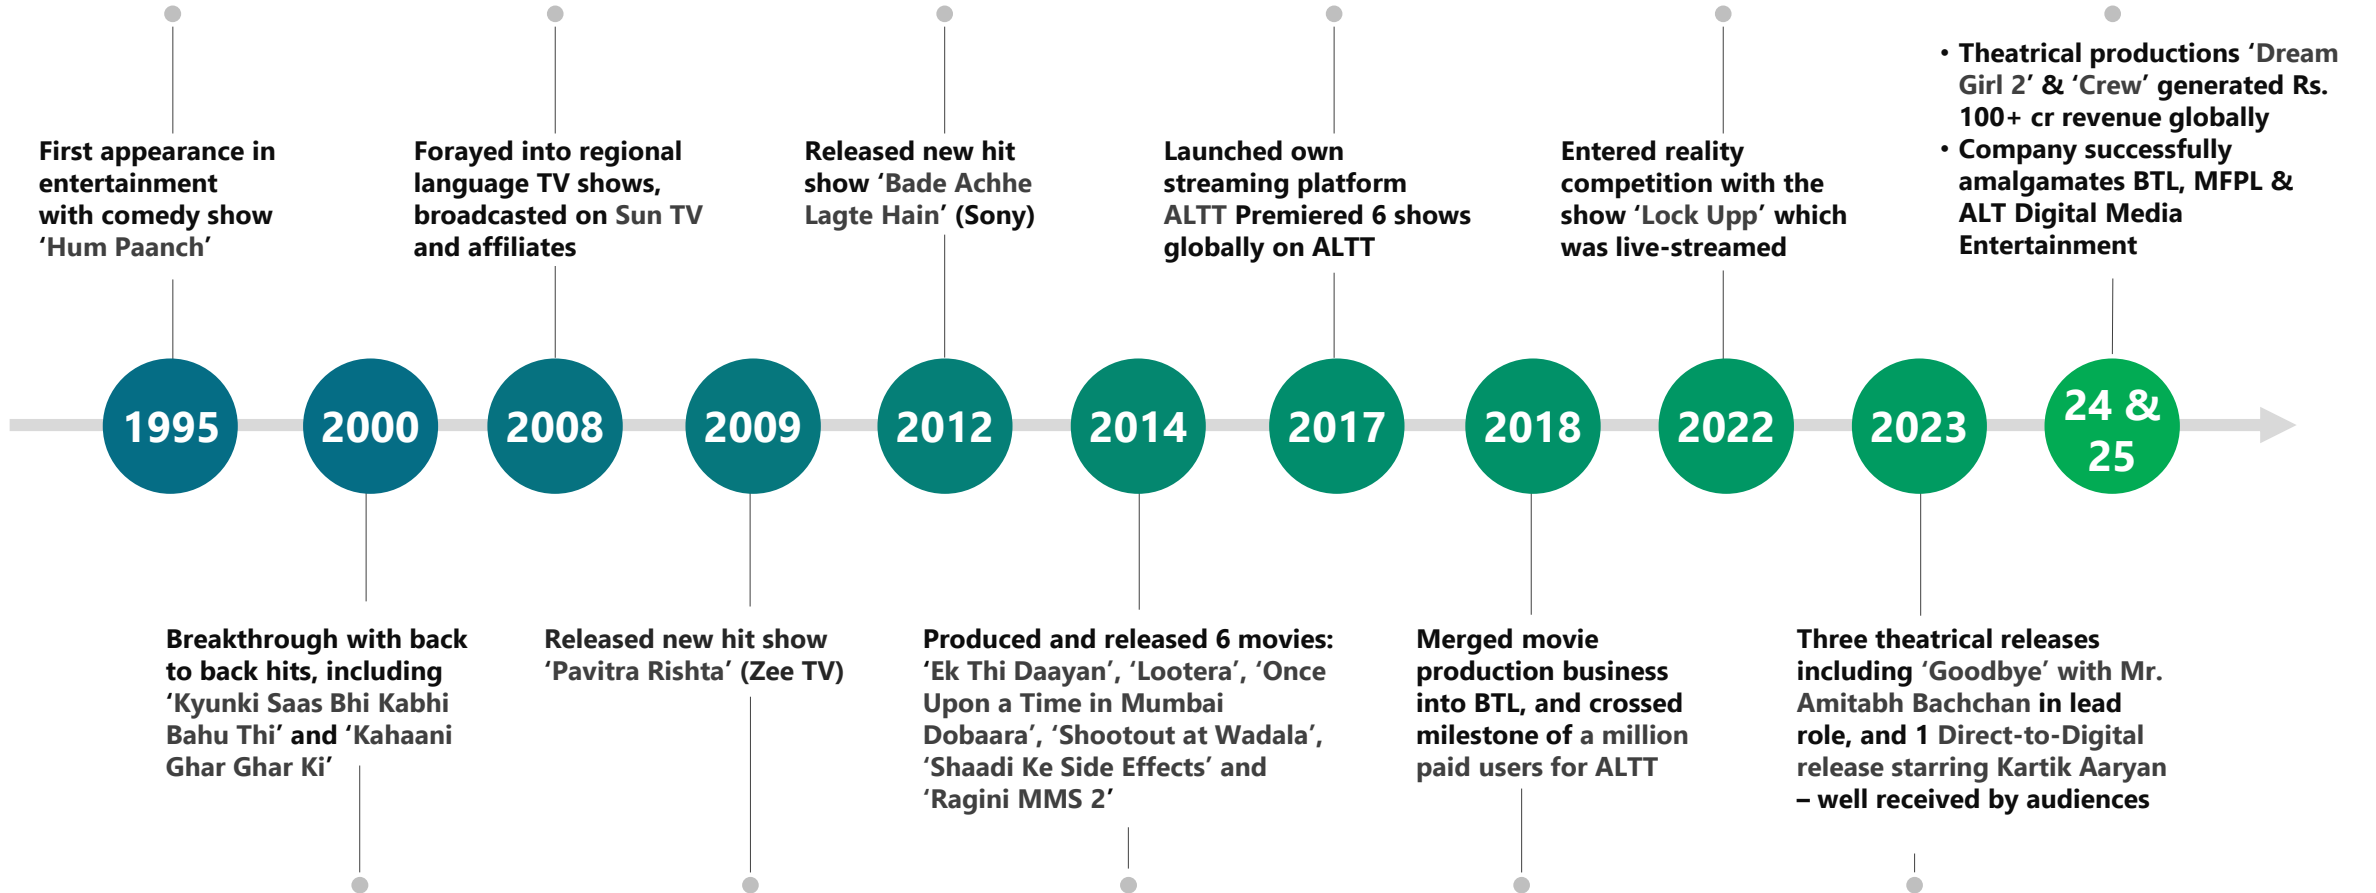 First appearance in
entertainment
with comedy show
‘Hum Paanch’
Forayed into regional
language TV shows,
broadcasted on Sun TV
and affiliates
Released new hit
show ‘Bade Achhe
Lagte Hain’ (Sony)
Launched own
streaming platform
ALTT Premiered 6 shows
globally on ALTT
Entered reality
competition with the
show ‘Lock Upp’ which
was live-streamed
• Theatrical productions ‘Dream
Girl 2’ & ‘Crew’ generated Rs.
100+ cr revenue globally
• Company successfully
amalgamates BTL, MFPL &
ALT Digital Media
Entertainment
1995
2000
2008
2009
2012
2014
2017
2018
2022
2023
24 &
25
Breakthrough with back
to back hits, including
‘Kyunki Saas Bhi Kabhi
Bahu Thi’ and ‘Kahaani
Ghar Ghar Ki’
Released new hit show
‘Pavitra Rishta’ (Zee TV)
Produced and released 6 movies:
‘Ek Thi Daayan’, ‘Lootera’, ‘Once
Upon a Time in Mumbai
Dobaara’, ‘Shootout at Wadala’,
‘Shaadi Ke Side Effects’ and
‘Ragini MMS 2’
Merged movie
production business
into BTL, and crossed
milestone of a million
paid users for ALTT
Three theatrical releases
including ‘Goodbye’ with Mr.
Amitabh Bachchan in lead
role, and 1 Direct-to-Digital
release starring Kartik Aaryan
– well received by audiences